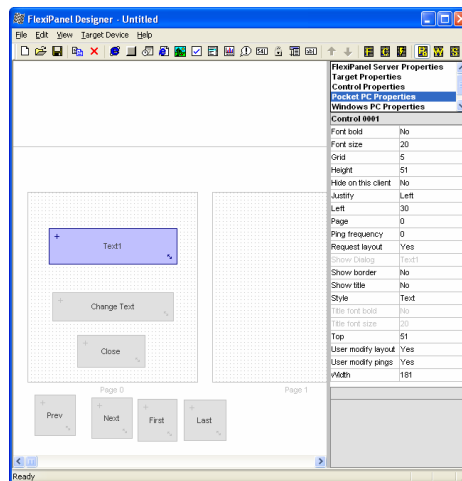 FlexiPanel Designer - Untitled
File Edit View Target Device Help
FlexiPanel Server Properties
Target Properties
Control Properties
Pocket PC Properties
Windows PC Properties
Control 0001
Font bold No
Font size 20
Grid 5
Height 51
Hide on this client No
Justify Left
Left 30
Page 0
Ping frequency 0
Request layout Yes
Show Dialog Text1
Show border No
Show title No
Style Text
Title font bold No
Title font size 20
Top 51
User modify layout Yes
User modify pings Yes
Width 181
Text1
Change Text
Close
Page 0
Page 1
Prev
Next
First
Last
Ready